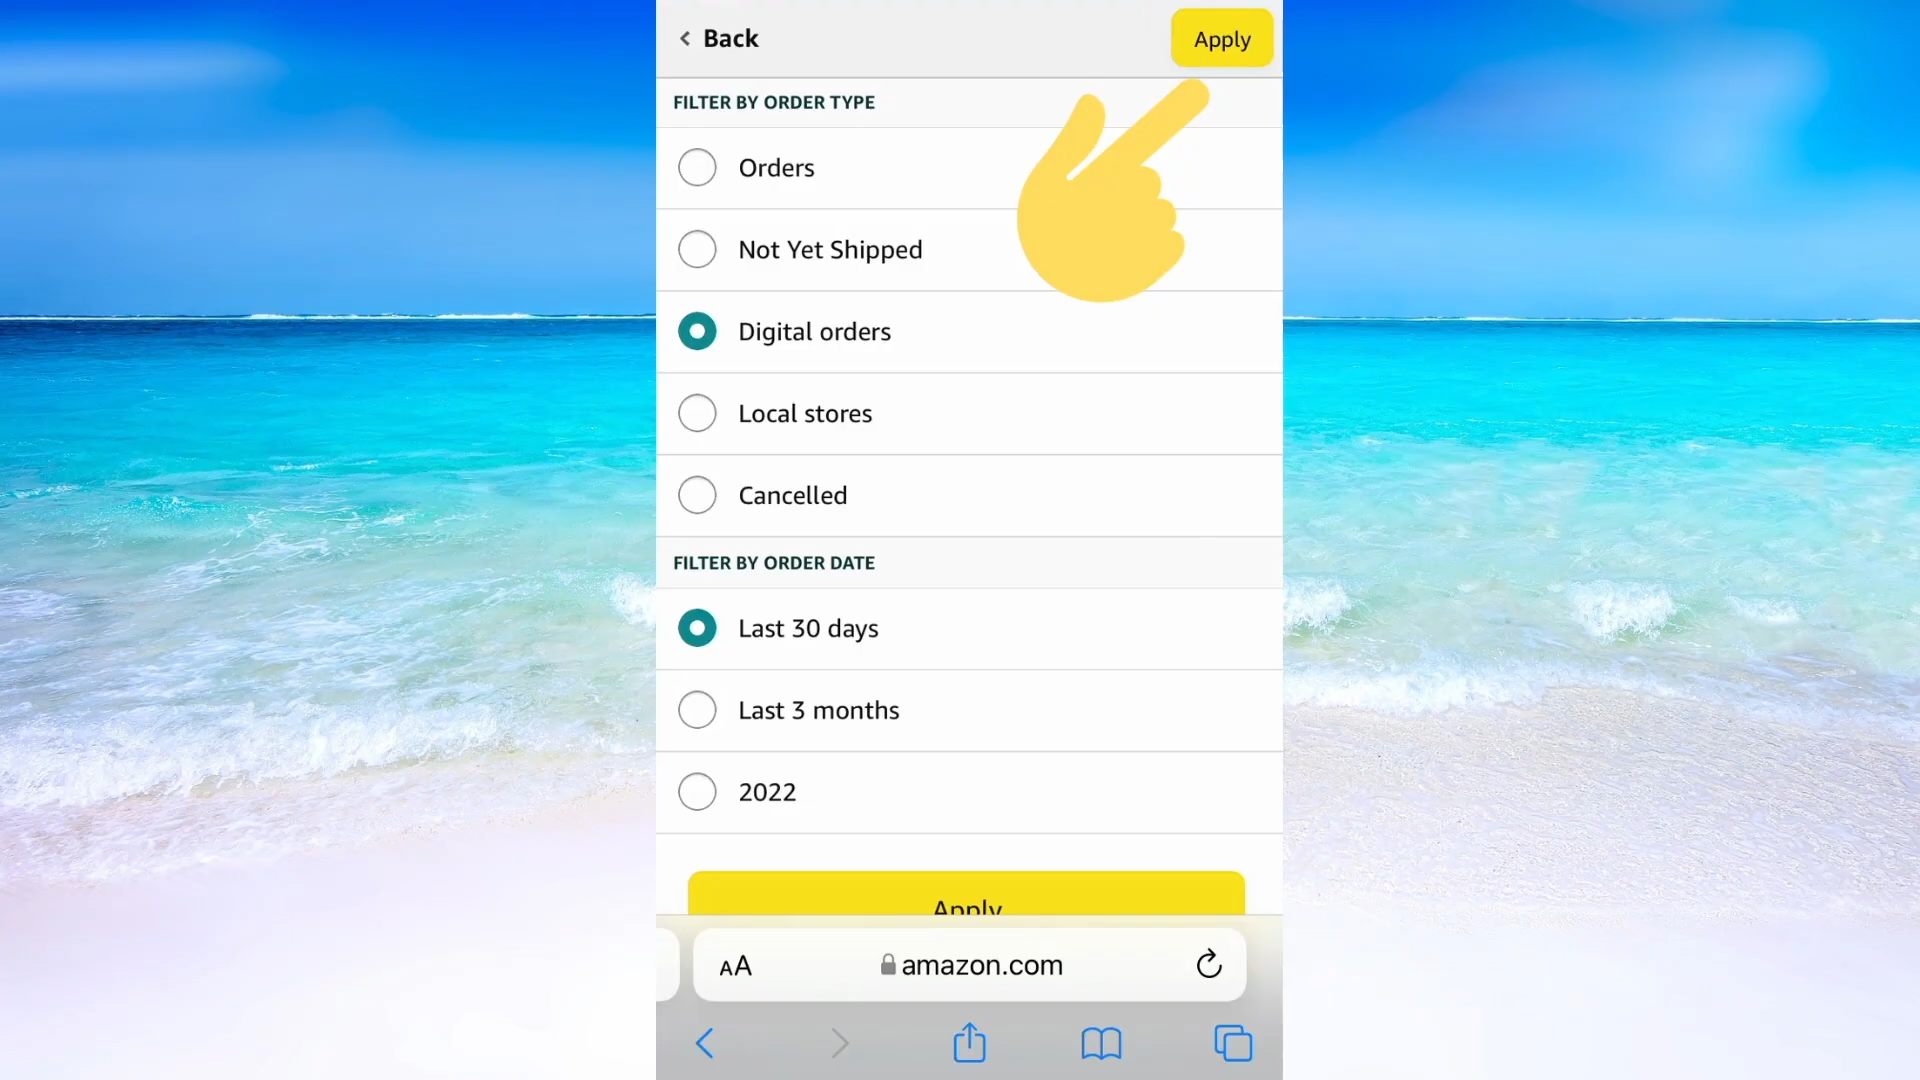 Back
Apply
FILTER BY ORDER TYPE
Orders
Not Yet Shipped
Digital orders
Local stores
Cancelled
FILTER BY ORDER DATE
Last 30 days
Last 3 months
2022
Apply
AA
amazon.com